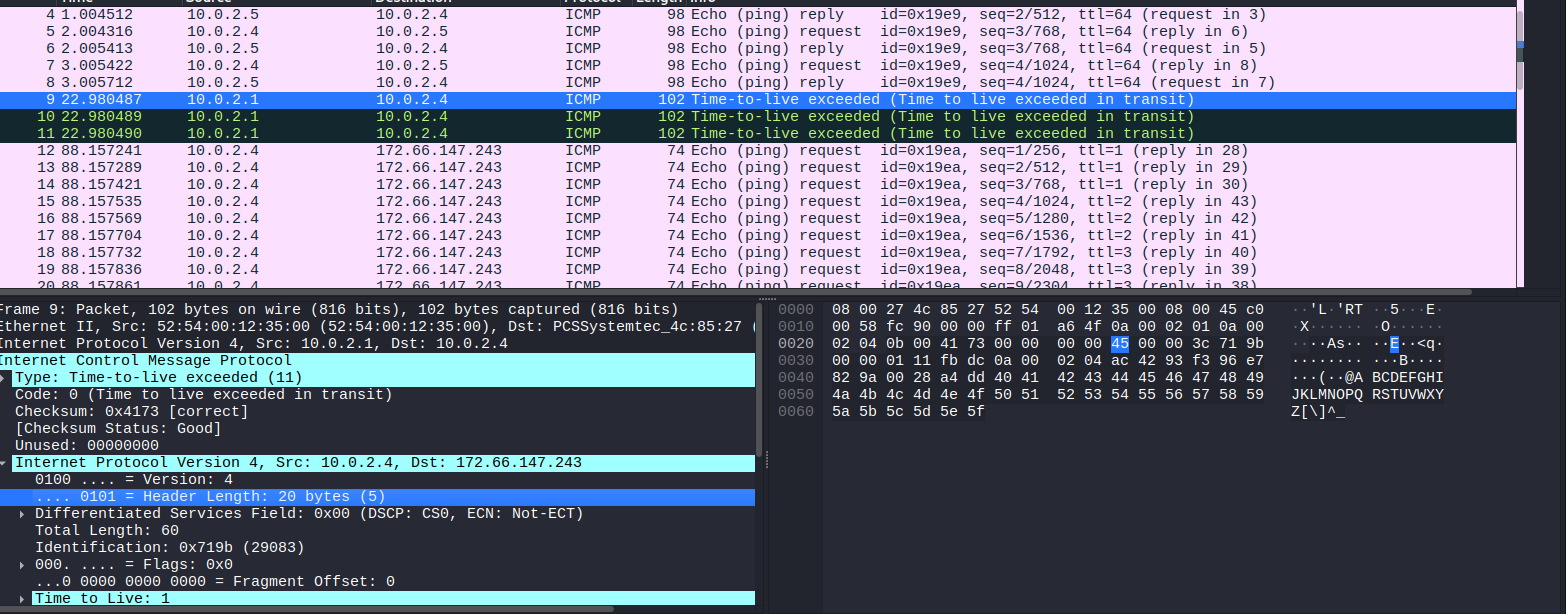 4 1.004512 10.0.2.5 10.0.2.4 ICMP 98 Echo (ping) reply id=0x19e9, seq=2/512, ttl=64 (request in 3)
5 2.004316 10.0.2.4 10.0.2.5 ICMP 98 Echo (ping) request id=0x19e9, seq=3/768, ttl=64 (reply in 6)
6 2.005413 10.0.2.5 10.0.2.4 ICMP 98 Echo (ping) reply id=0x19e9, seq=3/768, ttl=64 (request in 5)
7 3.005422 10.0.2.4 10.0.2.5 ICMP 98 Echo (ping) request id=0x19e9, seq=4/1024, ttl=64 (reply in 8)
8 3.005712 10.0.2.5 10.0.2.4 ICMP 98 Echo (ping) reply id=0x19e9, seq=4/1024, ttl=64 (request in 7)
9 22.980487 10.0.2.1 10.0.2.4 ICMP 102 Time-to-live exceeded (Time to live exceeded in transit)
10 22.980489 10.0.2.1 10.0.2.4 ICMP 102 Time-to-live exceeded (Time to live exceeded in transit)
11 22.980490 10.0.2.1 10.0.2.4 ICMP 102 Time-to-live exceeded (Time to live exceeded in transit)
12 88.157241 10.0.2.4 172.66.147.243 ICMP 74 Echo (ping) request id=0x19ea, seq=1/256, ttl=1 (reply in 28)
13 88.157289 10.0.2.4 172.66.147.243 ICMP 74 Echo (ping) request id=0x19ea, seq=2/512, ttl=1 (reply in 29)
14 88.157421 10.0.2.4 172.66.147.243 ICMP 74 Echo (ping) request id=0x19ea, seq=3/768, ttl=1 (reply in 30)
15 88.157535 10.0.2.4 172.66.147.243 ICMP 74 Echo (ping) request id=0x19ea, seq=4/1024, ttl=2 (reply in 43)
16 88.157569 10.0.2.4 172.66.147.243 ICMP 74 Echo (ping) request id=0x19ea, seq=5/1280, ttl=2 (reply in 42)
17 88.157704 10.0.2.4 172.66.147.243 ICMP 74 Echo (ping) request id=0x19ea, seq=6/1536, ttl=2 (reply in 41)
18 88.157732 10.0.2.4 172.66.147.243 ICMP 74 Echo (ping) request id=0x19ea, seq=7/1792, ttl=3 (reply in 40)
19 88.157836 10.0.2.4 172.66.147.243 ICMP 74 Echo (ping) request id=0x19ea, seq=8/2048, ttl=3 (reply in 39)
20 88.157861 10.0.2.4 172.66.147.243 ICMP 74 Echo (ping) request id=0x19ea, seq=9/2304, ttl=3 (reply in 38)
Frame 9: Packet, 102 bytes on wire (816 bits), 102 bytes captured (816 bits)
Ethernet II, Src: 52:54:00:12:35:00 (52:54:00:12:35:00), Dst: PCSSystemtec_4c:85:27 (
Internet Protocol Version 4, Src: 10.0.2.1, Dst: 10.0.2.4
Internet Control Message Protocol
Type: Time-to-live exceeded (11)
Code: 0 (Time to live exceeded in transit)
Checksum: 0x4173 [correct]
[Checksum Status: Good]
Unused: 00000000
Internet Protocol Version 4, Src: 10.0.2.4, Dst: 172.66.147.243
0100 .... = Version: 4
.... 0101 = Header Length: 20 bytes (5)
Differentiated Services Field: 0x00 (DSCP: CS0, ECN: Not-ECT)
Total Length: 60
Identification: 0x719b (29083)
000. .... = Flags: 0x0
...0 0000 0000 0000 = Fragment Offset: 0
Time to Live: 1
0000 08 00 27 4c 85 27 52 54 00 12 35 00 08 00 45 c0 ··'L·'RT ··5···E·
0010 00 58 fc 90 00 00 ff 01 a6 4f 0a 00 02 01 0a 00 ·X······ ·O······
0020 02 04 0b 00 41 73 00 00 00 00 45 00 00 3c 71 9b ····As·· ··E··<q·
0030 00 00 01 11 fb dc 0a 00 02 04 ac 42 93 f3 96 e7 ········ ···B····
0040 82 9a 00 28 a4 dd 40 41 42 43 44 45 46 47 48 49 ···(··@A BCDEFGHI
0050 4a 4b 4c 4d 4e 4f 50 51 52 53 54 55 56 57 58 59 JKLMNOPQ RSTUVWXY
0060 5a 5b 5c 5d 5e 5f Z[\]^_